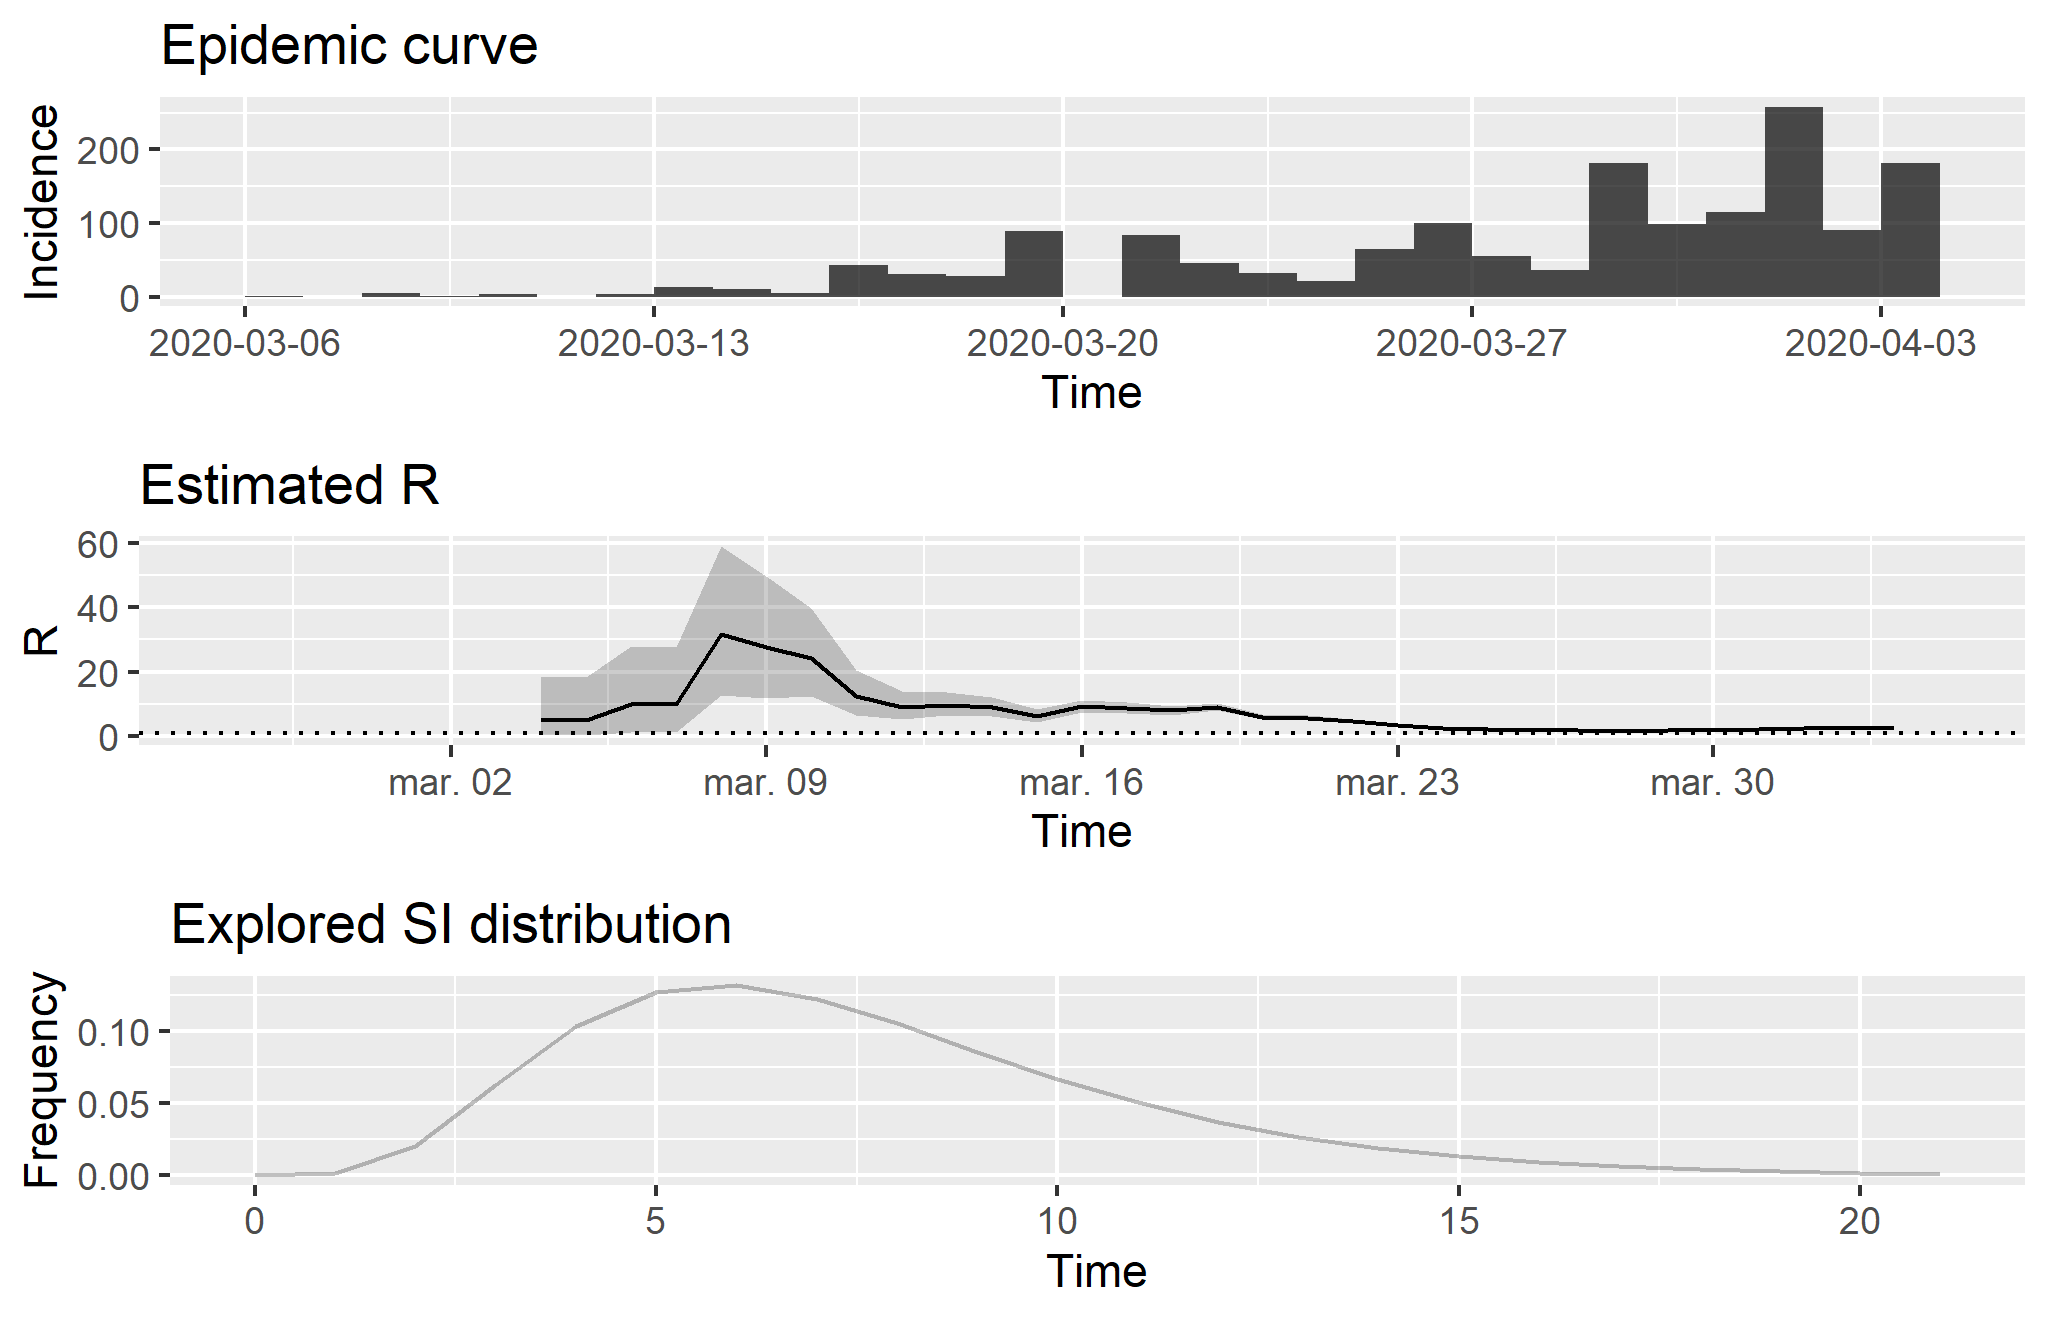 Epidemic curve
Incidence
200
100
0
2020-03-06 2020-03-13 2020-03-20 2020-03-27 2020-04-03
Time
Estimated R
R
60
40
20
0
mar. 02 mar. 09 mar. 16 mar. 23 mar. 30
Time
Explored SI distribution
Frequency
0.10
0.05
0.00
0 5 10 15 20
Time